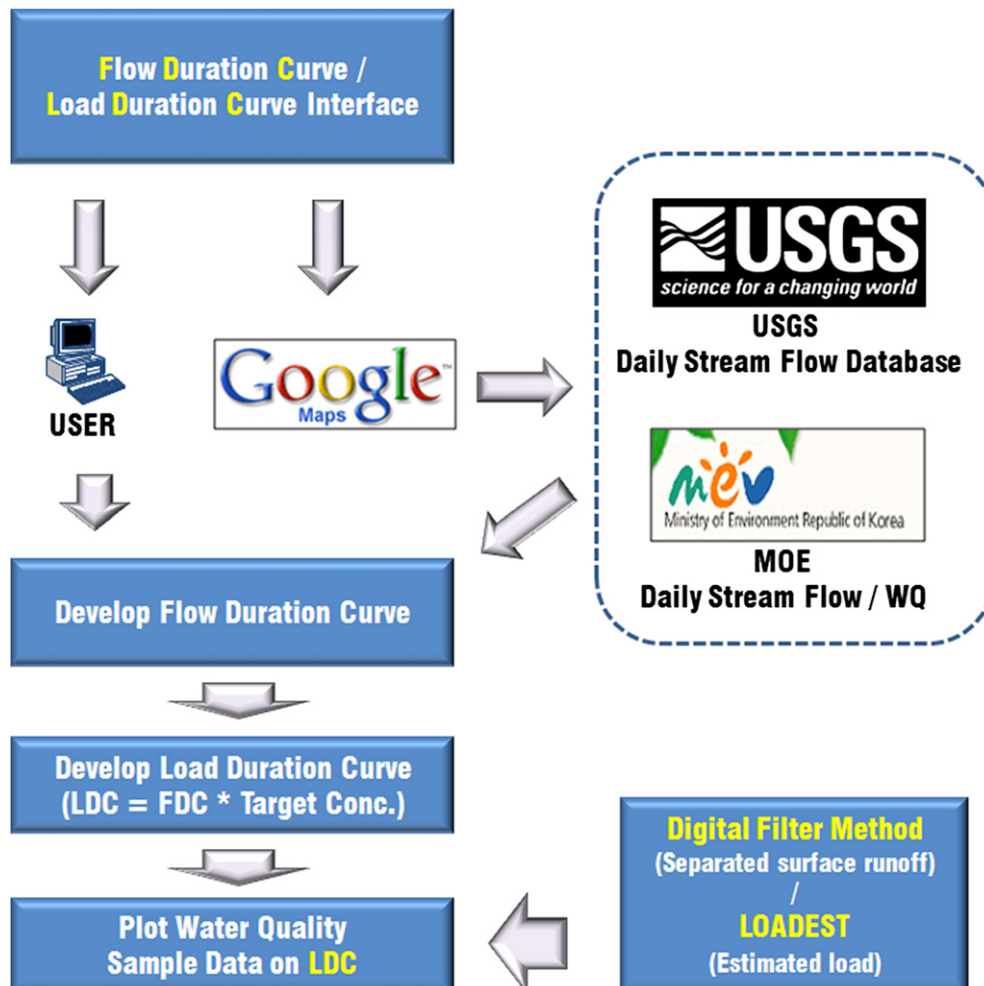 Flow Duration Curve /
Load Duration Curve Interface
USGS
science for a changing world
USGS
Daily Stream Flow Database
USER
Google™
Maps
mev
Ministry of Environment Republic of Korea
MOE
Daily Stream Flow / WQ
Develop Flow Duration Curve
Develop Load Duration Curve
(LDC = FDC * Target Conc.)
Plot Water Quality
Sample Data on LDC
Digital Filter Method
(Separated surface runoff)
/
LOADEST
(Estimated load)